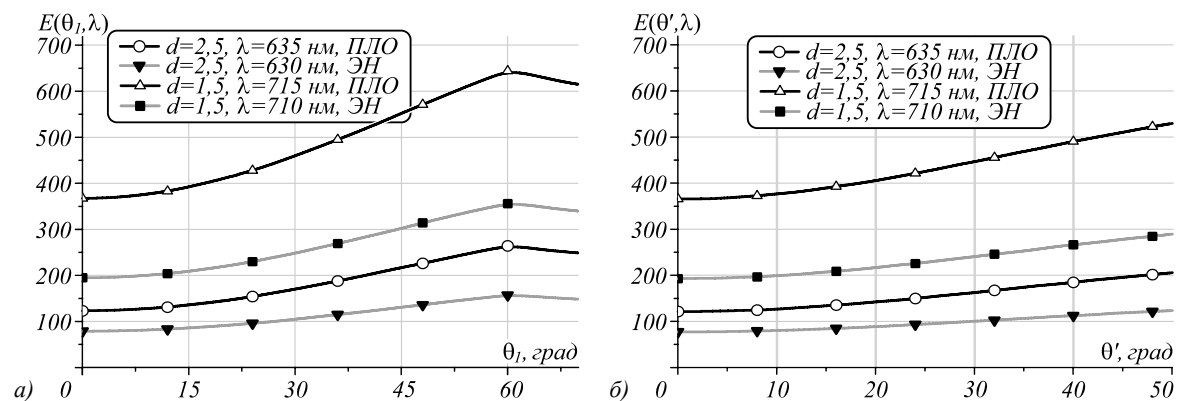 E(θ1,λ)
700
600
500
400
300
200
100
d=2,5, λ=635 нм, ПЛО
d=2,5, λ=630 нм, ЭН
d=1,5, λ=715 нм, ПЛО
d=1,5, λ=710 нм, ЭН
θ1, град
а) 0 15 30 45 60
E(θ′,λ)
700
600
500
400
300
200
100
d=2,5, λ=635 нм, ПЛО
d=2,5, λ=630 нм, ЭН
d=1,5, λ=715 нм, ПЛО
d=1,5, λ=710 нм, ЭН
θ′, град
б) 0 10 20 30 40 50